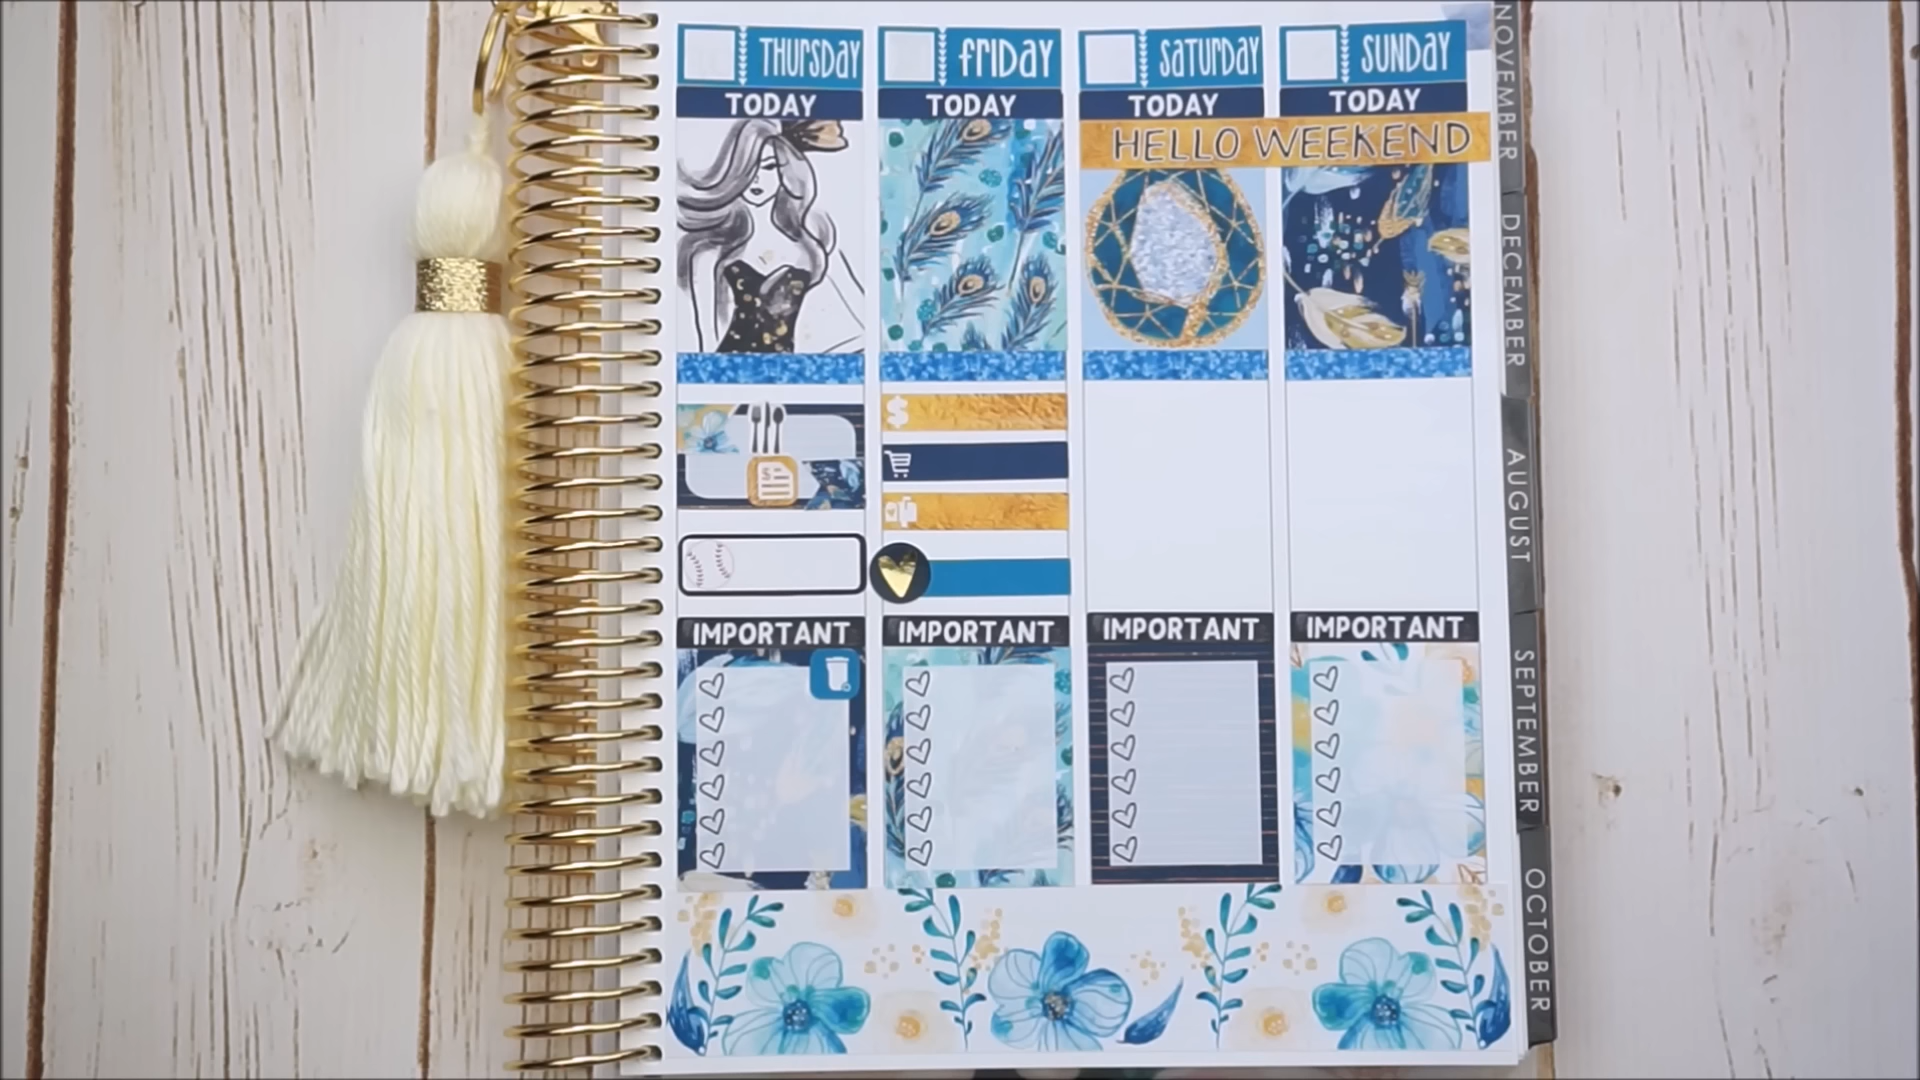 THURSDAY
FRIDAY
SATURDAY
SUNDAY
TODAY
TODAY
TODAY
TODAY
HELLO WEEKEND
$
$
IMPORTANT
IMPORTANT
IMPORTANT
IMPORTANT
NOVEMBER
DECEMBER
AUGUST
SEPTEMBER
OCTOBER